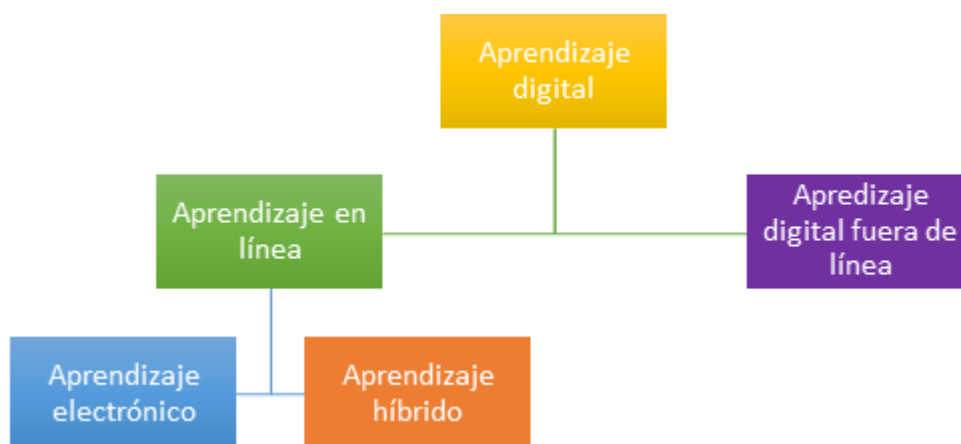 Aprendizaje
digital
Aprendizaje en
línea
Apredizaje
digital fuera de
línea
Aprendizaje
electrónico
Aprendizaje
híbrido